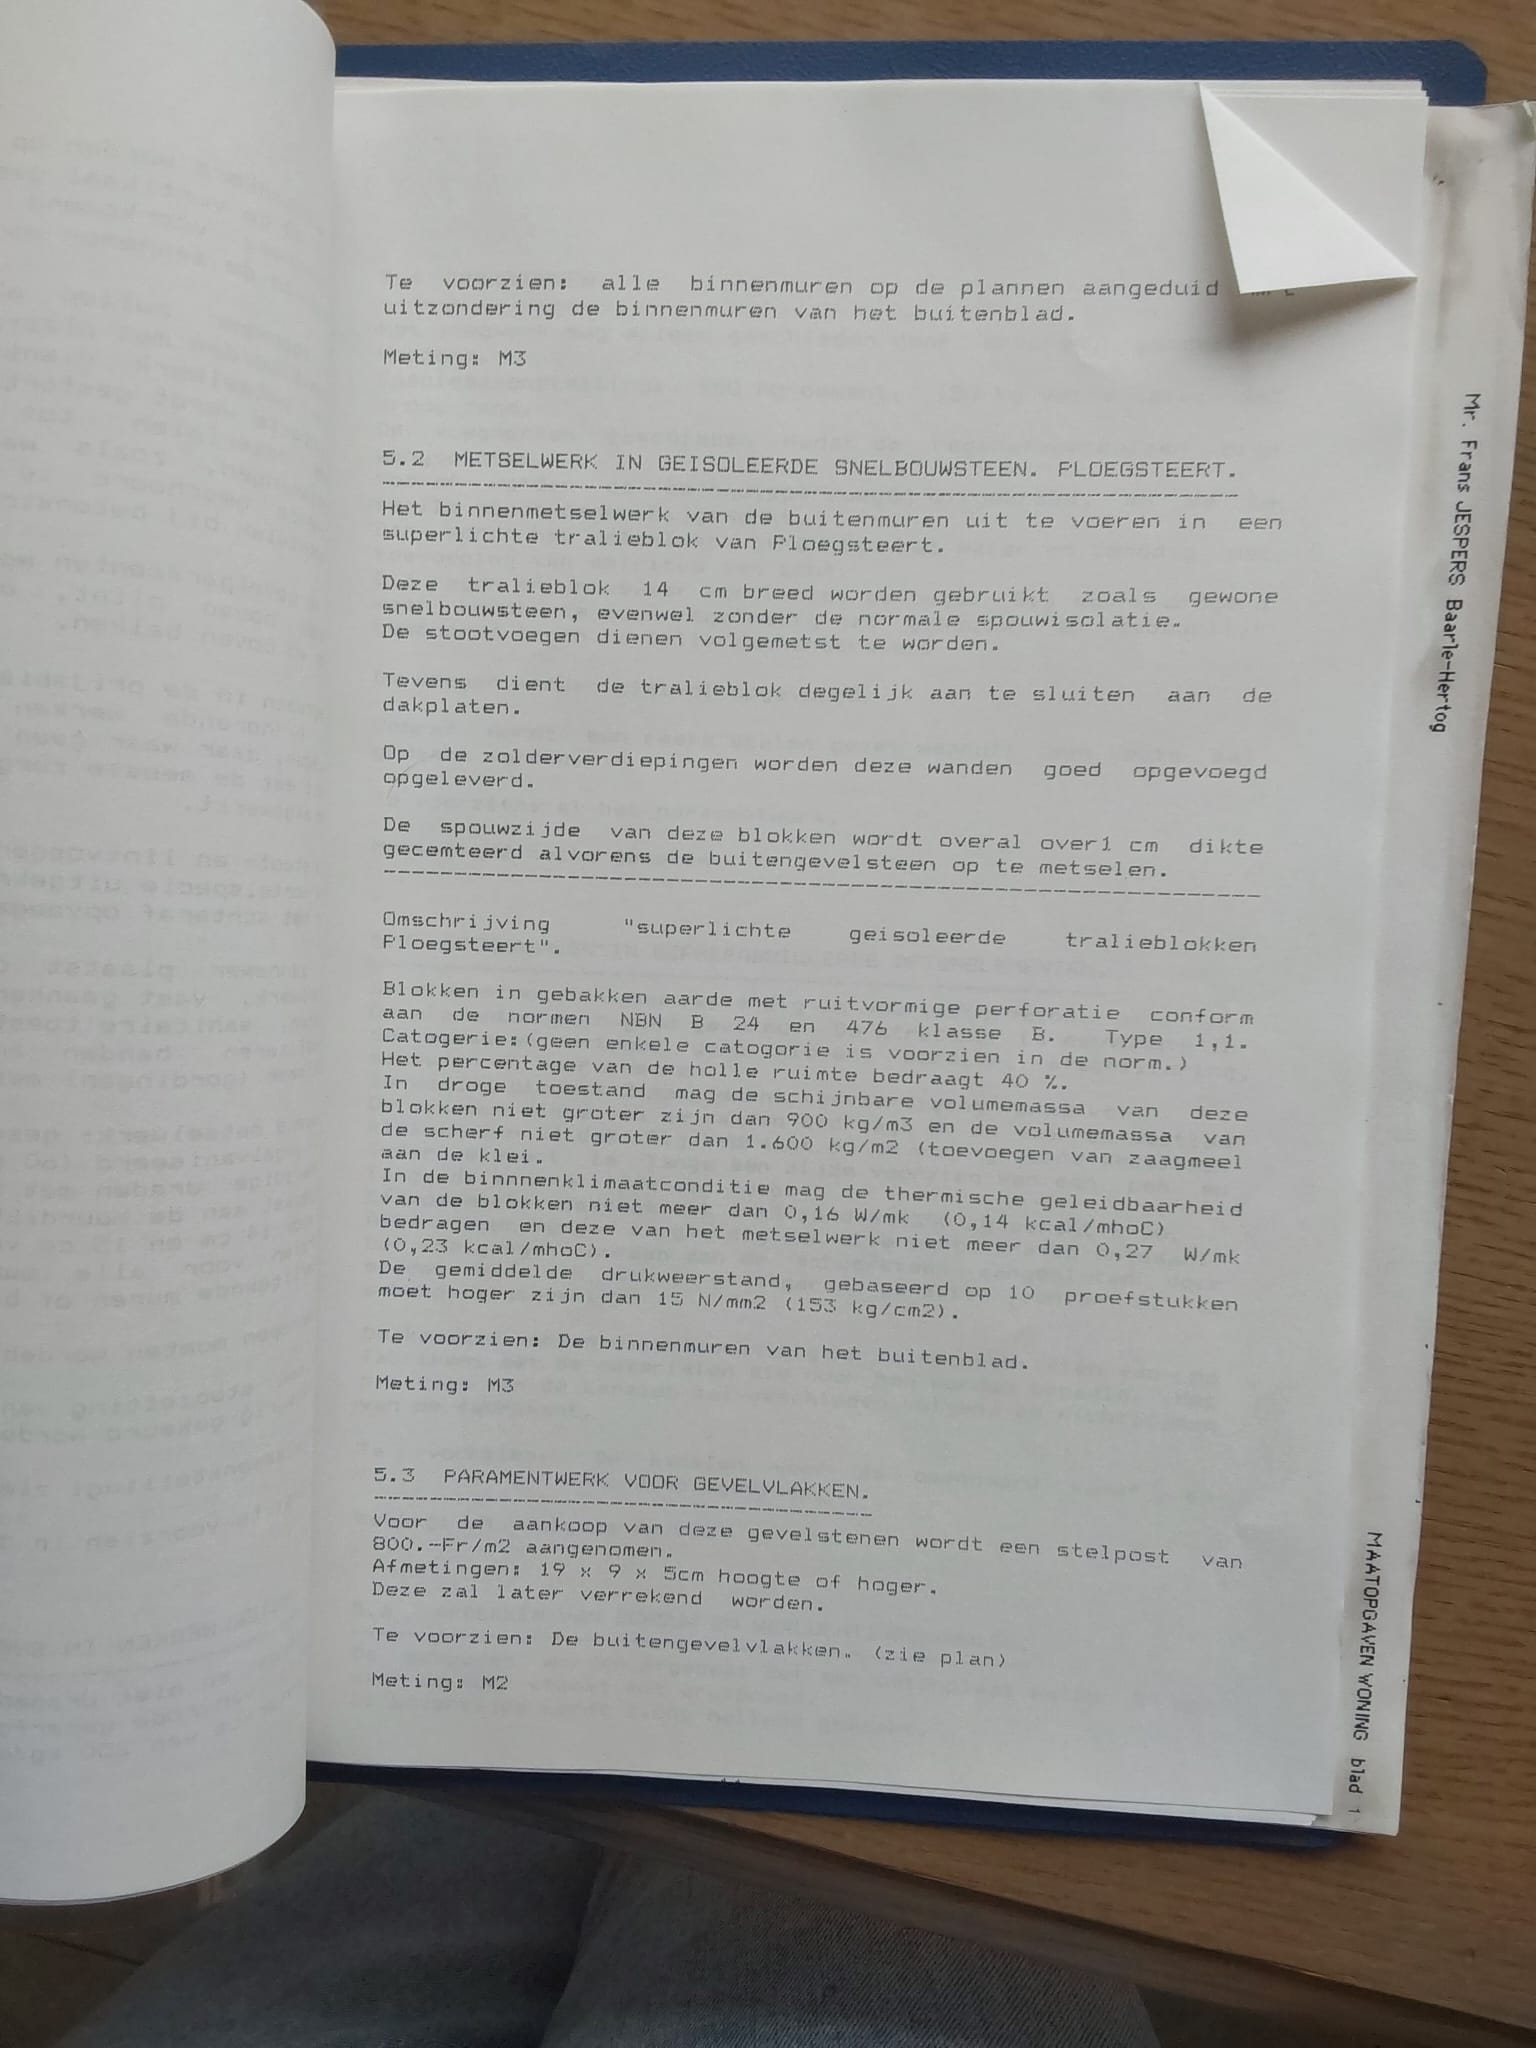 Te voorzien: alle binnenmuren op de plannen aangeduid
uitzondering de binnenmuren van het buitenblad.
Meting: M3
5.2 METSELWERK IN GEISOLEERDE SNELBOUWSTEEN. PLOEGSTEERT.
Het binnenmetselwerk van de buitenmuren uit te voeren in een
superlichte tralieblok van Ploegsteert.
Deze tralieblok 14 cm breed worden gebruikt zoals gewone
snelbouwsteen, evenwel zonder de normale spouwisolatie.
De stootvoegen dienen volgemetst te worden.
Tevens dient de tralieblok degelijk aan te sluiten aan de
dakplaten.
Op de zolderverdiepingen worden deze wanden goed opgevoegd
opgeleverd.
De spouwzijde van deze blokken wordt overal over1 cm dikte
gecemteerd alvorens de buitengevelsteen op te metselen.
Omschrijving "superlichte geisoleerde tralieblokken
Ploegsteert".
Blokken in gebakken aarde met ruitvormige perforatie conform
aan de normen NBN B 24 en 476 klasse B. Type 1,1.
Catogerie:(geen enkele catogorie is voorzien in de norm.)
Het percentage van de holle ruimte bedraagt 40 %.
In droge toestand mag de schijnbare volumemassa van deze
blokken niet groter zijn dan 900 kg/m3 en de volumemassa van
de scherf niet groter dan 1.600 kg/m2 (toevoegen van zaagmeel
aan de klei.
In de binnnenklimaatconditie mag de thermische geleidbaarheid
van de blokken niet meer dan 0,16 W/mk (0,14 kcal/mhoC)
bedragen en deze van het metselwerk niet meer dan 0,27 W/mk
(0,23 kcal/mhoC).
De gemiddelde drukweerstand, gebaseerd op 10 proefstukken
moet hoger zijn dan 15 N/mm2 (153 kg/cm2).
Te voorzien: De binnenmuren van het buitenblad.
Meting: M3
5.3 PARAMENTWERK VOOR GEVELVLAKKEN.
Voor de aankoop van deze gevelstenen wordt een stelpost van
800.-Fr/m2 aangenomen.
Afmetingen: 19 x 9 x 5cm hoogte of hoger.
Deze zal later verrekend worden.
Te voorzien: De buitengevelvlakken. (zie plan)
Meting: M2
Mr. Frans JESPERS Baarle-Hertog
MAATOPGAVEN WONING blad 1